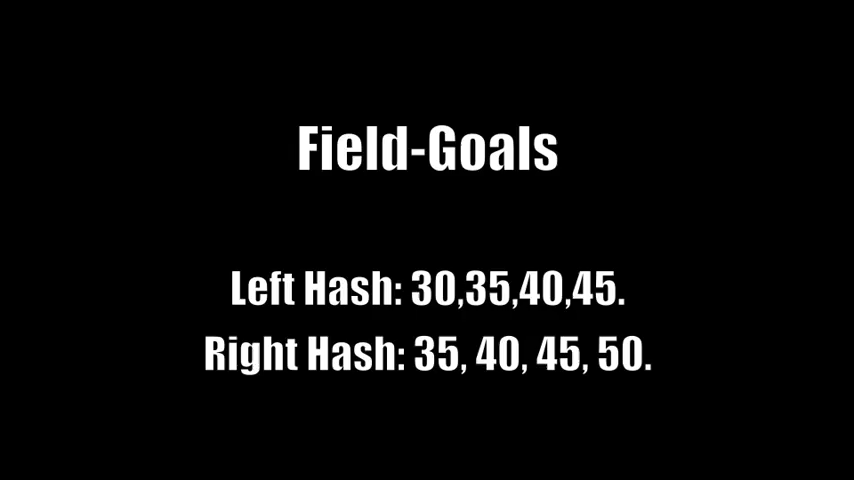 Field-Goals
Left Hash: 30,35,40,45.
Right Hash: 35, 40, 45, 50.